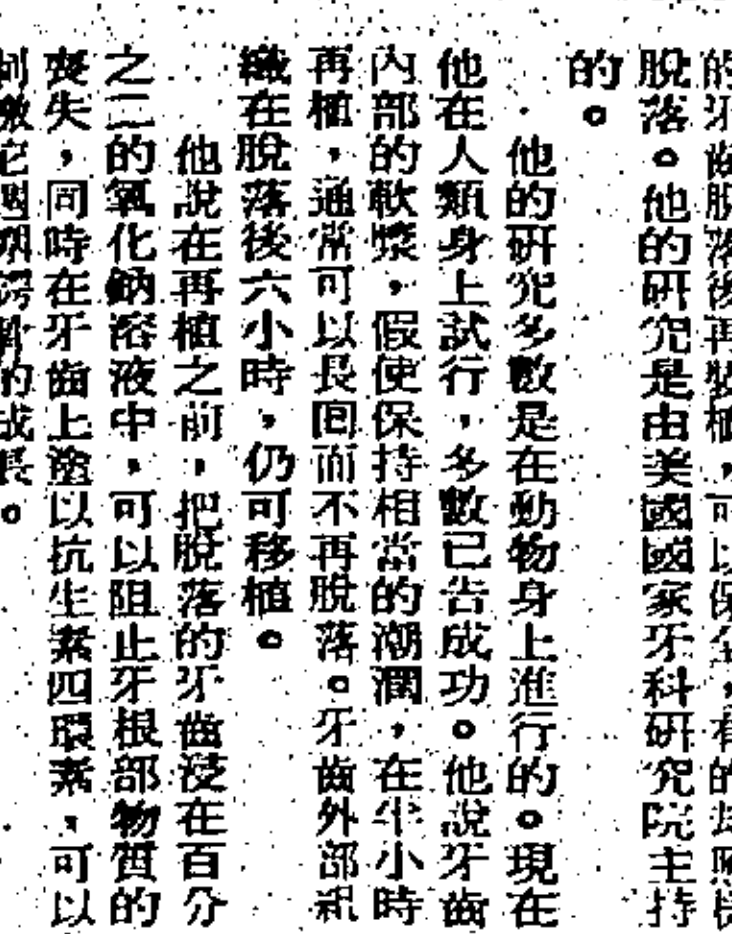 的牙齒脫落後再裝植，可以保全，有的
脫落。他的研究是由美國國家牙科研究院主持
的。
他的研究多數是在動物身上進行的。現在
他在人類身上試行，多數已告成功。他說牙齒
內部的軟漿，假使保持相當的潮潤，在半小時
再植，通常可以長回而不再脫落。牙齒外部組
織在脫落後六小時，仍可移植。
他說在再植之前，把脫落的牙齒浸在百分
之二的氟化鈉溶液中，可以阻止牙根部物質的
喪失，同時在牙齒上塗以抗生素四環素，可以
刺激它週圍的成長。